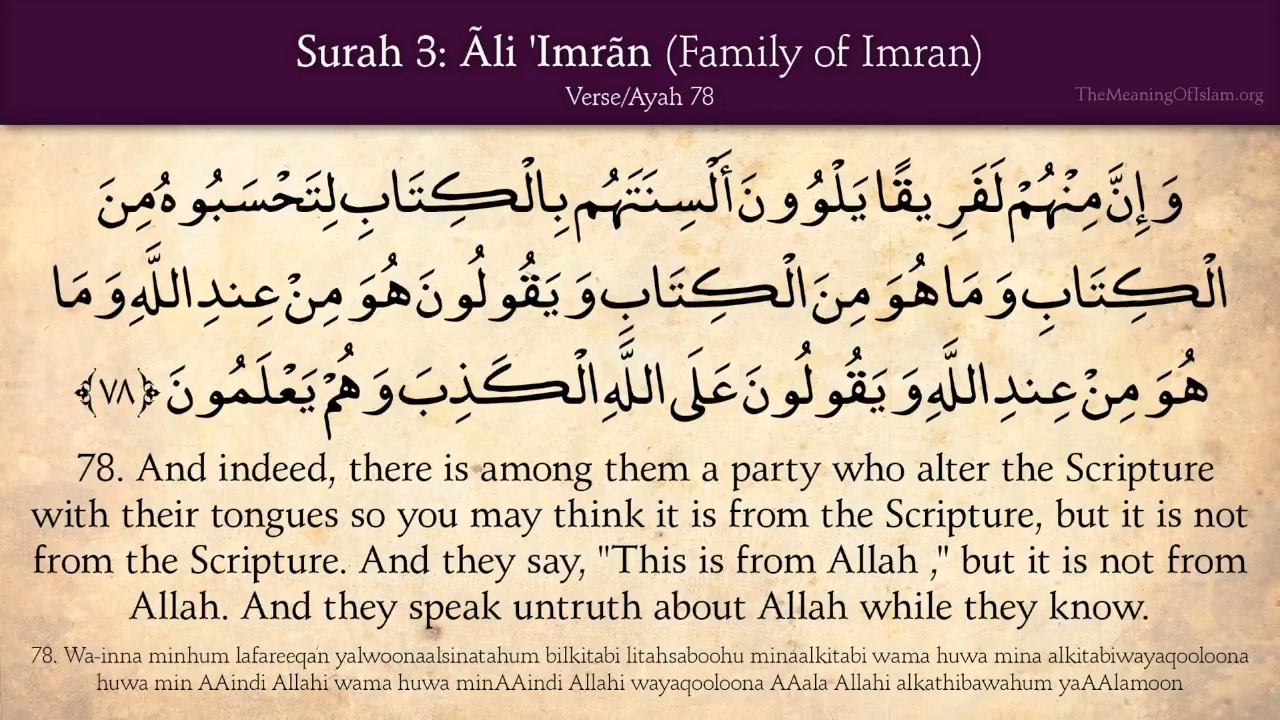 Surah 3: Ãli 'Imrãn (Family of Imran)
Verse/Ayah 78
TheMeaningOfIslam.org
وَإِنَّ مِنْهُمْ لَفَرِيقًا يَلْوُونَ أَلْسِنَتَهُم بِالْكِتَابِ لِتَحْسَبُوهُ مِنَ
الْكِتَابِ وَمَا هُوَ مِنَ الْكِتَابِ وَيَقُولُونَ هُوَ مِنْ عِندِ اللَّهِ وَمَا
هُوَ مِنْ عِندِ اللَّهِ وَيَقُولُونَ عَلَى اللَّهِ الْكَذِبَ وَهُمْ يَعْلَمُونَ ﴿٧٨﴾
78. And indeed, there is among them a party who alter the Scripture
with their tongues so you may think it is from the Scripture, but it is not
from the Scripture. And they say, "This is from Allah ," but it is not from
Allah. And they speak untruth about Allah while they know.
78. Wa-inna minhum lafareeqan yalwoonaalsinatahum bilkitabi litahsaboohu minaalkitabi wama huwa mina alkitabiwayaqooloona
huwa min AAindi Allahi wama huwa minAAindi Allahi wayaqooloona AAala Allahi alkathibawahum yaAAlamoon